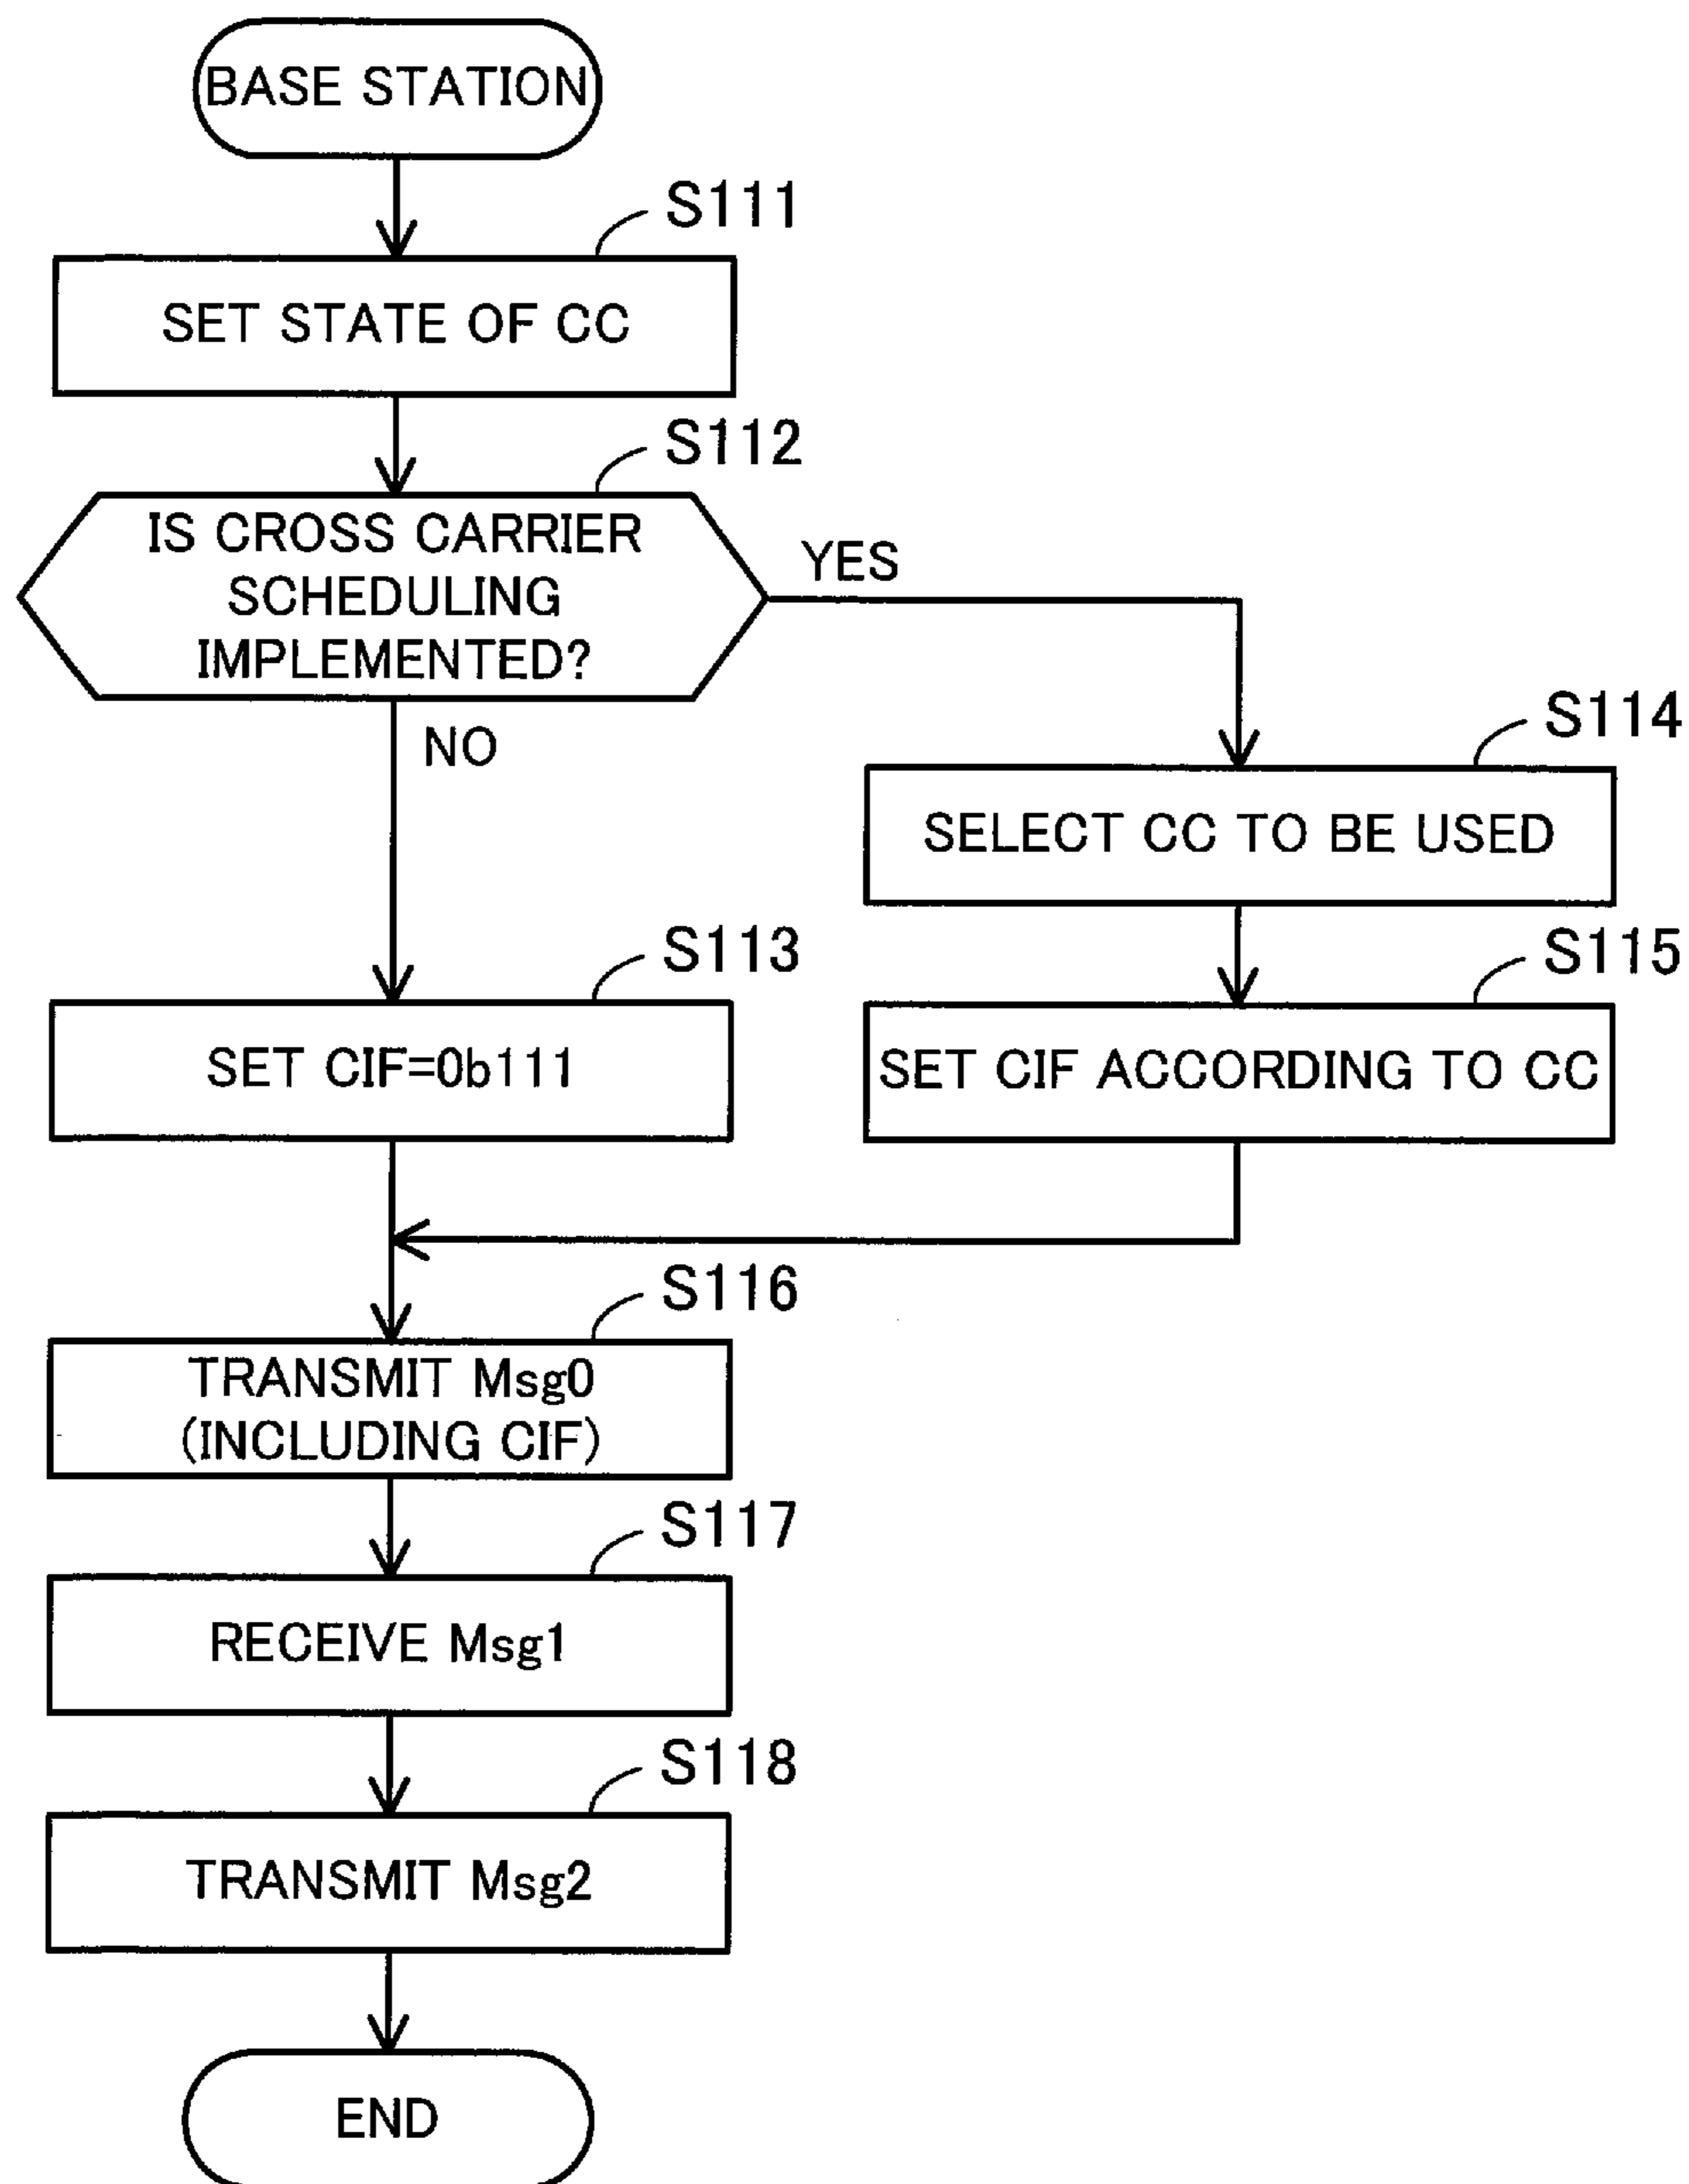 BASE STATION
S111
SET STATE OF CC
S112
IS CROSS CARRIER
SCHEDULING
IMPLEMENTED?
YES
NO
S114
SELECT CC TO BE USED
S113
SET CIF=0b111
S115
SET CIF ACCORDING TO CC
S116
TRANSMIT Msg0
(INCLUDING CIF)
S117
RECEIVE Msg1
S118
TRANSMIT Msg2
END